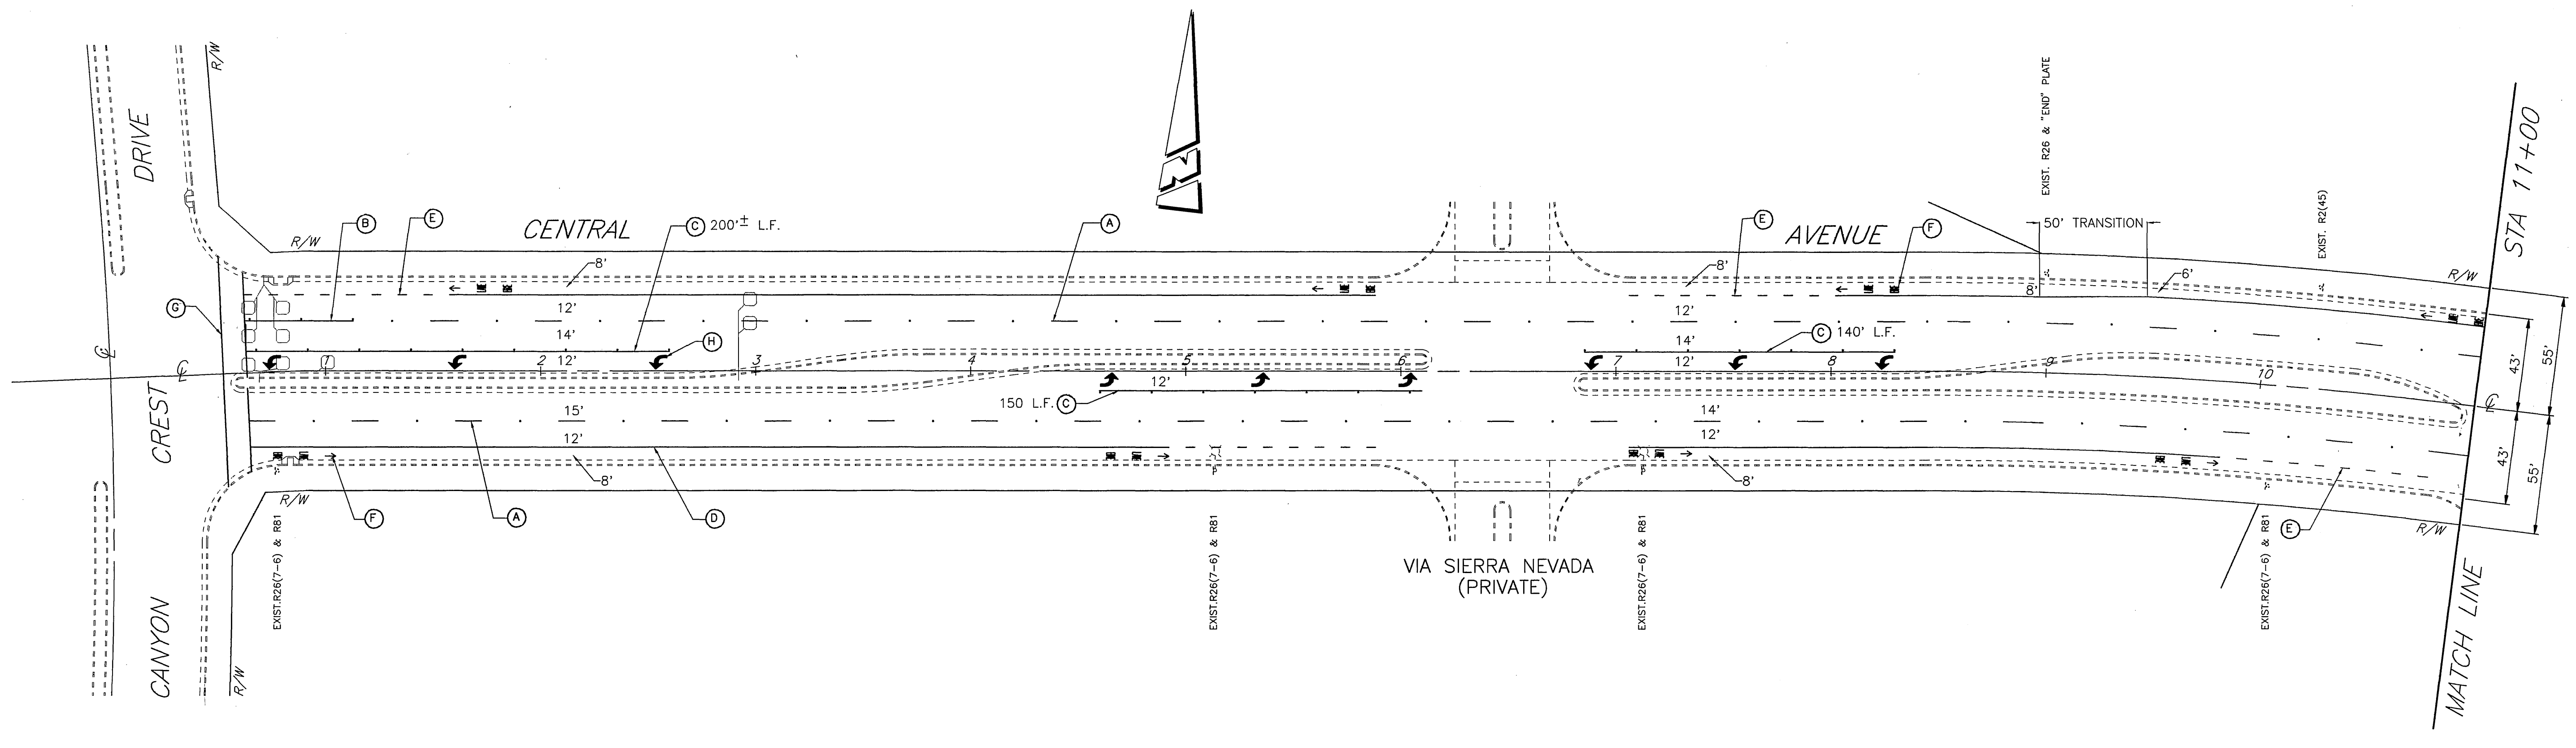 DRIVE
CREST
CANYON
R/W
℄
℄
G
R/W
B
E
CENTRAL
C 200'± L.F.
A
N
E
AVENUE
F
EXIST. R26 & "END" PLATE
50' TRANSITION
EXIST. R2(45)
STA 11+00
R/W
8'
8'
8'
6'
12'
14'
12'
H
12'
14'
12'
C 140' L.F.
1
2
3
4
5
6
7
8
9
10
12'
150 L.F. C
15'
12'
14'
12'
8'
8'
℄
43'
55'
43'
55'
R/W
F
A
D
E
R/W
R/W
EXIST.R26(7-6) & R81
EXIST.R26(7-6) & R81
EXIST.R26(7-6) & R81
EXIST.R26(7-6) & R81
VIA SIERRA NEVADA
(PRIVATE)
MATCH LINE